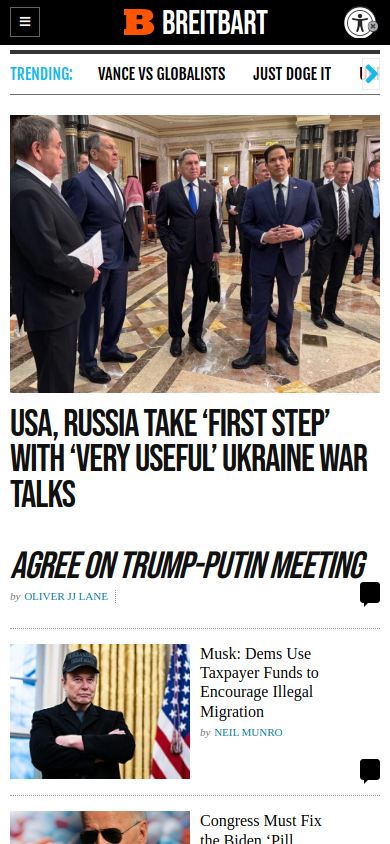 B BREITBART
TRENDING:
VANCE VS GLOBALISTS
JUST DOGE IT
USA, RUSSIA TAKE ‘FIRST STEP’
WITH ‘VERY USEFUL’ UKRAINE WAR
TALKS
AGREE ON TRUMP-PUTIN MEETING
by OLIVER JJ LANE
Musk: Dems Use
Taxpayer Funds to
Encourage Illegal
Migration
by NEIL MUNRO
Congress Must Fix
the Biden ‘Pill